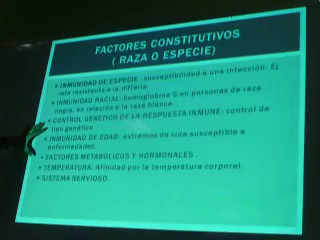 FACTORES CONSTITUTIVOS
( RAZA O ESPECIE)
• INMUNIDAD DE ESPECIE: susceptibilidad a una infección. Ej
rata resistente a la difteria.
• INMUNIDAD RACIAL: hemoglobina S en personas de raza
negra, en relación a la raza blanca.
• CONTROL GENETICO DE LA RESPUESTA INMUNE: control de
tipo genético
• INMUNIDAD DE EDAD: extremos de vida susceptible a
enfermedades.
• FACTORES METABOLICOS Y HORMONALES.
• TEMPERATURA: Afinidad por la temperatura corporal.
• SISTEMA NERVIOSO.